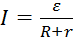 I = ε / (R+r)